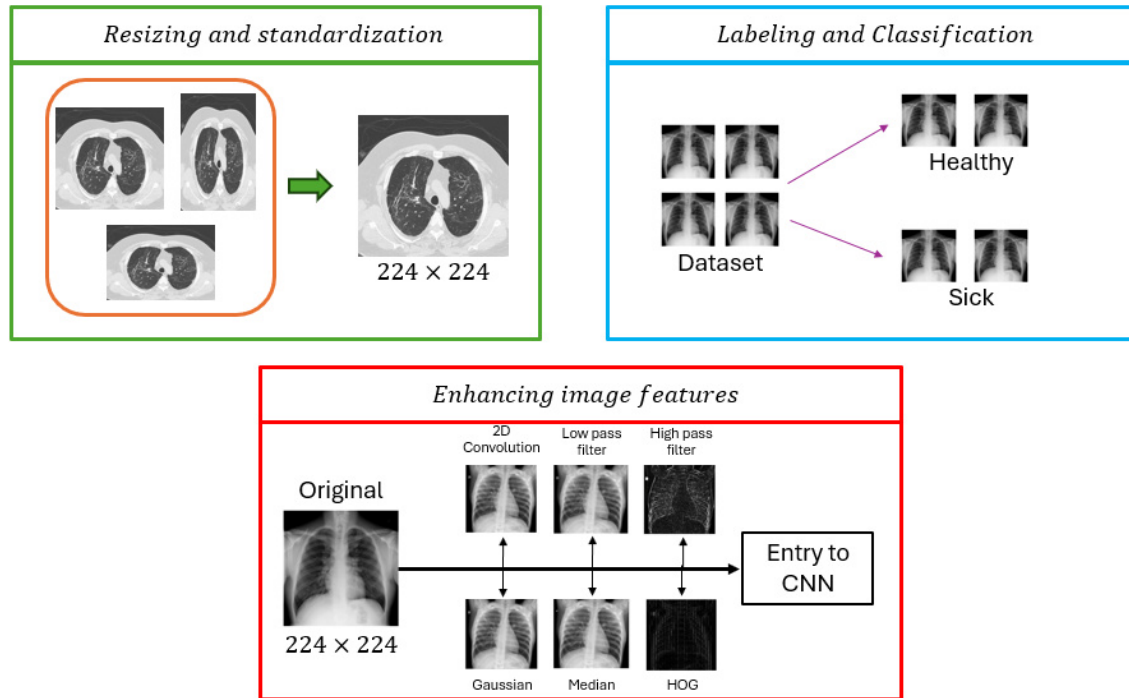 Resizing and standardization
224 × 224
Labeling and Classification
Dataset
Healthy
Sick
Enhancing image features
Original
224 × 224
2D
Convolution
Low pass
filter
High pass
filter
Gaussian
Median
HOG
Entry to
CNN